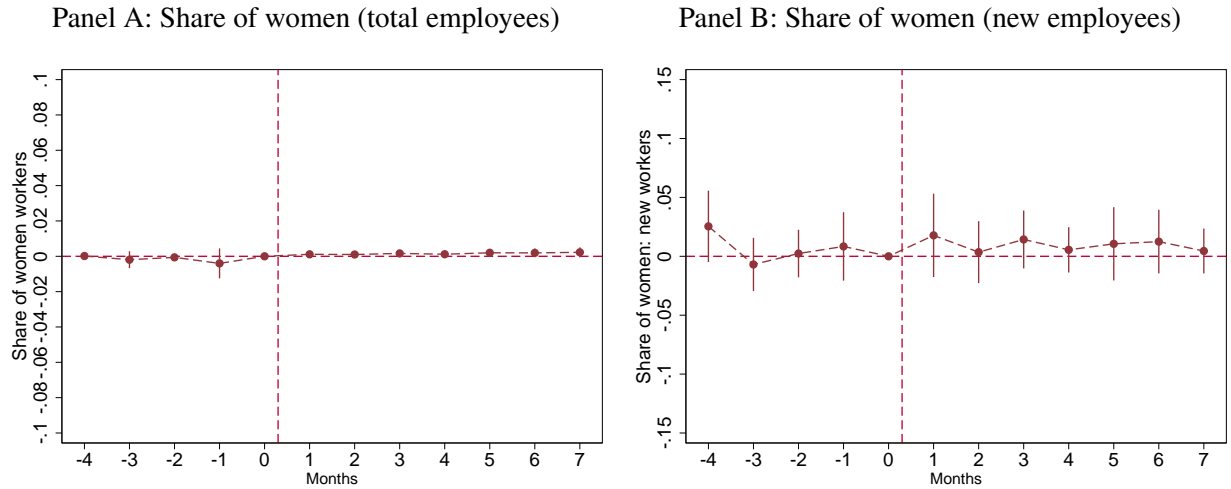 Panel A: Share of women (total employees)
Share of women workers
.1
.08
.06
.04
.02
0
-.02
-.04
-.06
-.08
-.1
-4 -3 -2 -1 0 1 2 3 4 5 6 7
Months
Panel B: Share of women (new employees)
Share of women: new workers
.15
.1
.05
0
-.05
-.1
-.15
-4 -3 -2 -1 0 1 2 3 4 5 6 7
Months